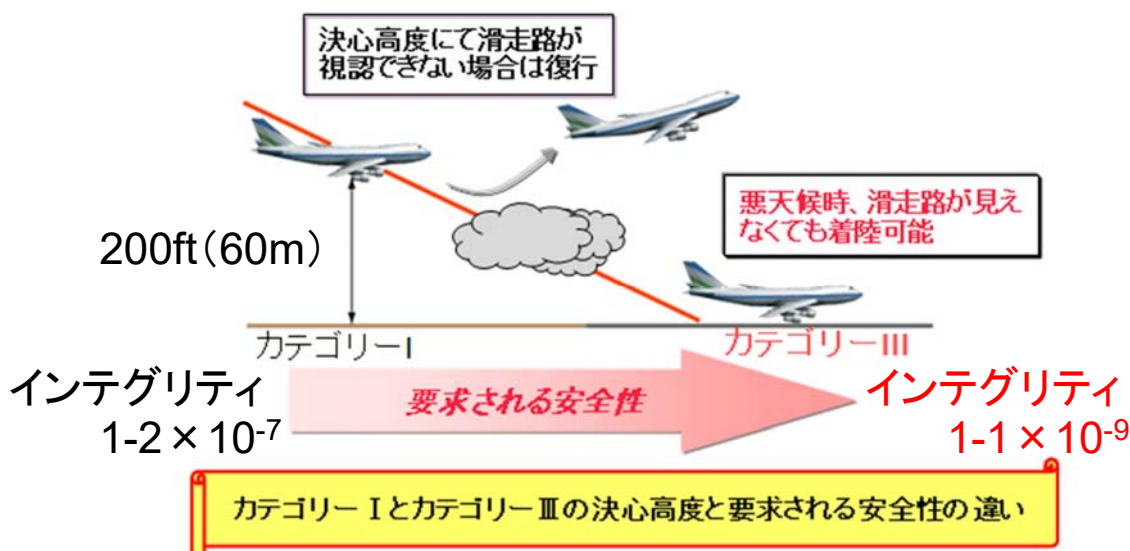 決心高度にて滑走路が
視認できない場合は復行
悪天候時、滑走路が見え
なくても着陸可能
200ft(60m)
カテゴリーI
カテゴリーIII
インテグリティ
1-2×10⁻⁷
要求される安全性
インテグリティ
1-1×10⁻⁹
カテゴリーⅠとカテゴリーⅢの決心高度と要求される安全性の違い